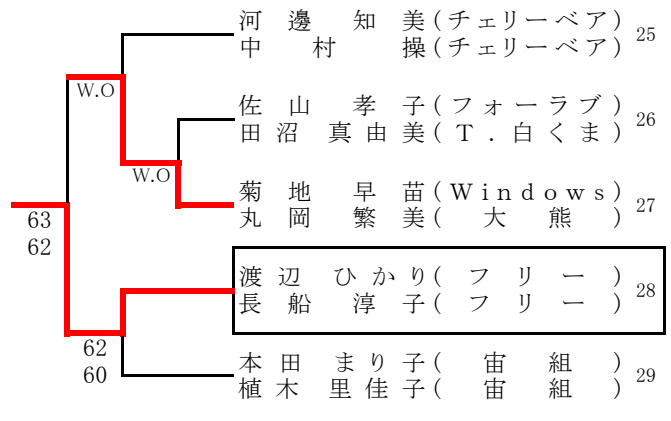 河邊 知美(チェリーベア)
中村 操(チェリーベア) 25
W.O
佐山 孝子(フォーラブ)
田沼 真由美(T.白くま) 26
W.O
菊地 早苗(Windows)
丸岡 繁美(大熊) 27
63
62
渡辺 ひかり(フリー)
長船 淳子(フリー) 28
62
60
本田 まり子(宙組)
植木 里佳子(宙組) 29